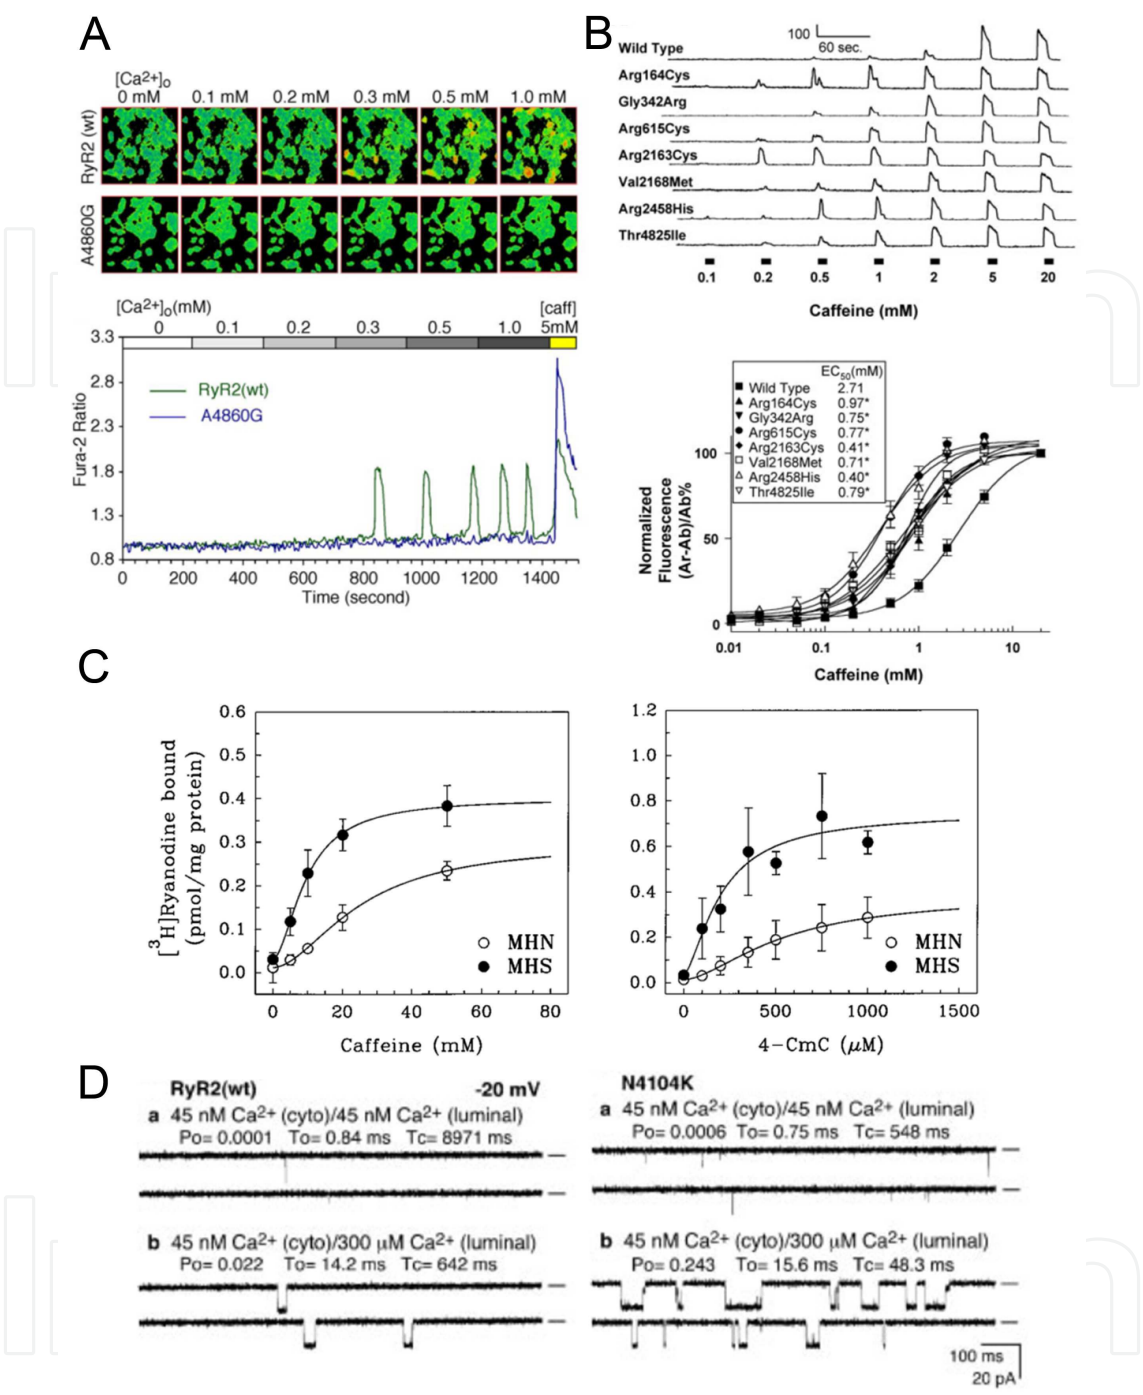 A
[Ca²⁺]o
0 mM 0.1 mM 0.2 mM 0.3 mM 0.5 mM 1.0 mM
RyR2 (wt)
A4860G
[Ca²⁺]o(mM) [caff]
0 0.1 0.2 0.3 0.5 1.0 5mM
3.3
2.8
2.3
1.8
1.3
0.8
Fura-2 Ratio
RyR2(wt)
A4860G
0 200 400 600 800 1000 1200 1400
Time (second)
B
100
60 sec.
Wild Type
Arg164Cys
Gly342Arg
Arg615Cys
Arg2163Cys
Val2168Met
Arg2458His
Thr4825Ile
0.1 0.2 0.5 1 2 5 20
Caffeine (mM)
EC₅₀(mM)
Wild Type 2.71
Arg164Cys 0.97*
Gly342Arg 0.75*
Arg615Cys 0.77*
Arg2163Cys 0.41*
Val2168Met 0.71*
Arg2458His 0.40*
Thr4825Ile 0.79*
Normalized
Fluorescence
(Ar-Ab)/Ab%
100
50
0
0.01 0.1 1 10
Caffeine (mM)
C
[³H]Ryanodine bound
(pmol/mg protein)
0.6
0.5
0.4
0.3
0.2
0.1
0.0
MHN
MHS
0 20 40 60 80
Caffeine (mM)
1.2
1.0
0.8
0.6
0.4
0.2
0.0
MHN
MHS
0 500 1000 1500
4-CmC (μM)
D
RyR2(wt) -20 mV
a 45 nM Ca²⁺ (cyto)/45 nM Ca²⁺ (luminal)
Po= 0.0001 To= 0.84 ms Tc= 8971 ms
b 45 nM Ca²⁺ (cyto)/300 μM Ca²⁺ (luminal)
Po= 0.022 To= 14.2 ms Tc= 642 ms
N4104K
a 45 nM Ca²⁺ (cyto)/45 nM Ca²⁺ (luminal)
Po= 0.0006 To= 0.75 ms Tc= 548 ms
b 45 nM Ca²⁺ (cyto)/300 μM Ca²⁺ (luminal)
Po= 0.243 To= 15.6 ms Tc= 48.3 ms
100 ms
20 pA